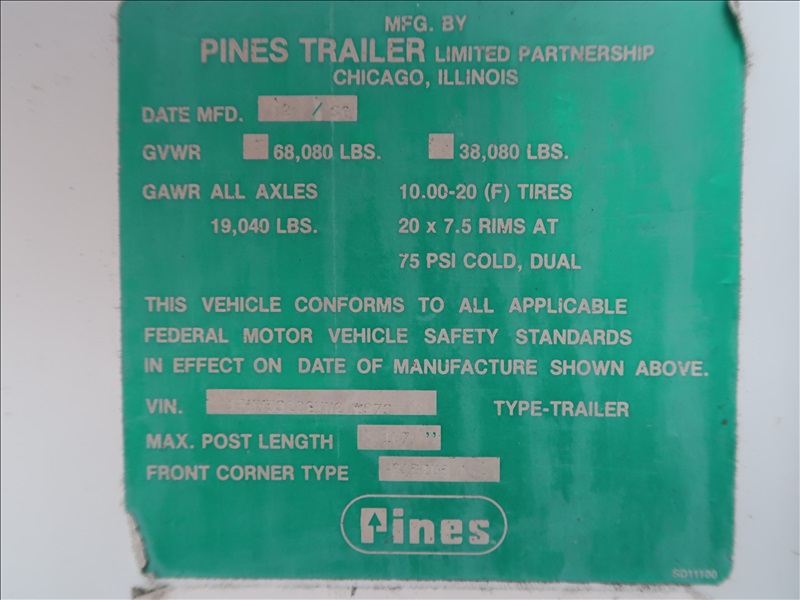 MFG. BY
PINES TRAILER LIMITED PARTNERSHIP
CHICAGO, ILLINOIS
DATE MFD. /
GVWR 68,080 LBS. 38,080 LBS.
GAWR ALL AXLES 10.00-20 (F) TIRES
19,040 LBS. 20 x 7.5 RIMS AT
75 PSI COLD, DUAL
THIS VEHICLE CONFORMS TO ALL APPLICABLE
FEDERAL MOTOR VEHICLE SAFETY STANDARDS
IN EFFECT ON DATE OF MANUFACTURE SHOWN ABOVE.
VIN. TYPE-TRAILER
MAX. POST LENGTH
FRONT CORNER TYPE
Pines
SD11100